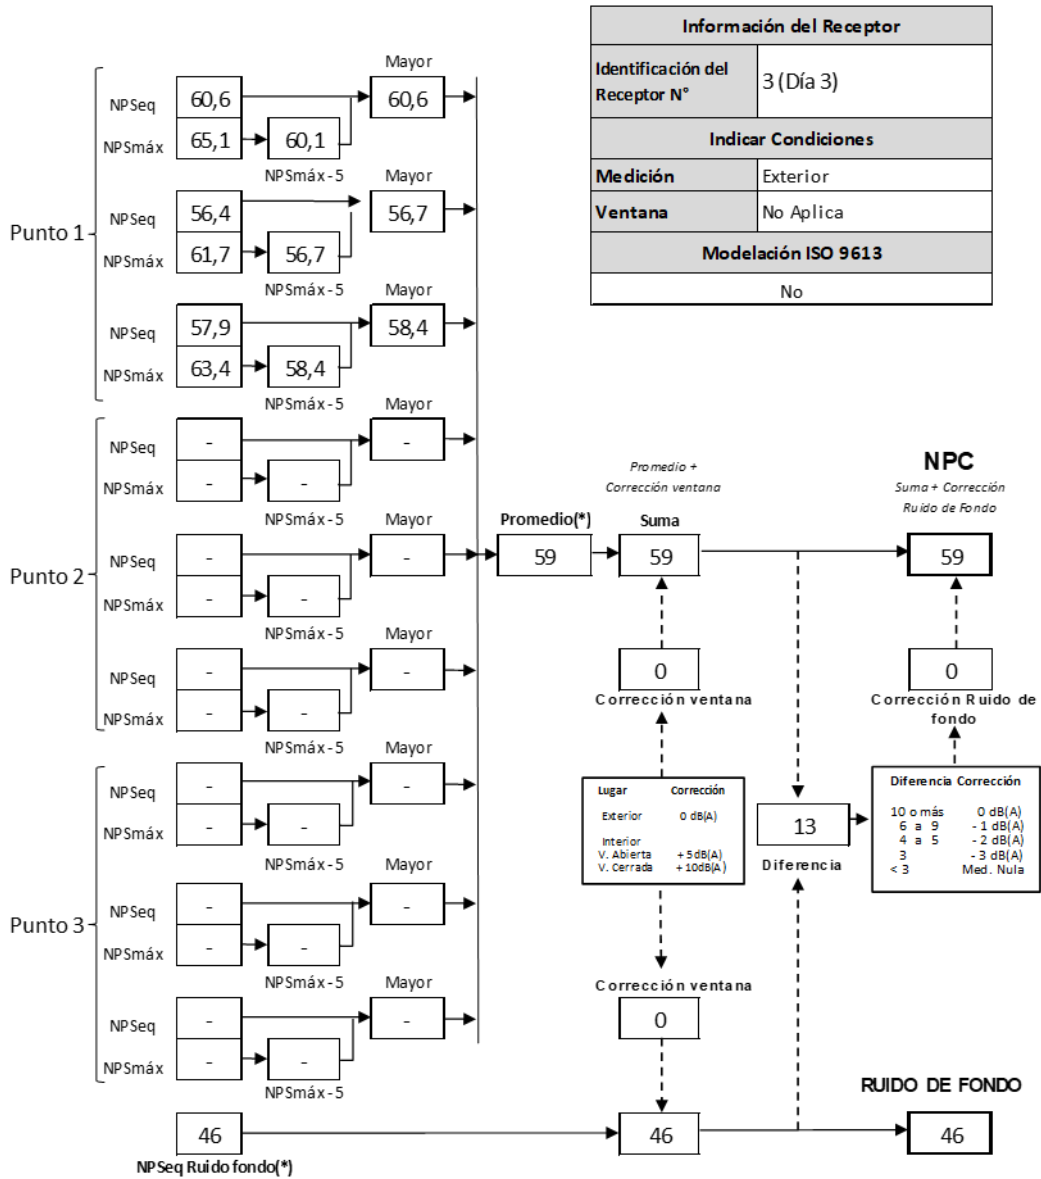 Información del Receptor
Identificación del Receptor N°
3 (Día 3)
Indicar Condiciones
Medición
Exterior
Ventana
No Aplica
Modelación ISO 9613
No
Punto 1
Mayor
NPSeq
60,6
60,6
NPSmáx
65,1
60,1
NPSmáx-5
Mayor
NPSeq
56,4
56,7
NPSmáx
61,7
56,7
NPSmáx-5
Mayor
NPSeq
57,9
58,4
NPSmáx
63,4
58,4
NPSmáx-5
Punto 2
Mayor
NPSeq
-
-
NPSmáx
-
-
NPSmáx-5
Mayor
NPSeq
-
-
NPSmáx
-
-
NPSmáx-5
Mayor
NPSeq
-
-
NPSmáx
-
-
NPSmáx-5
Punto 3
Mayor
NPSeq
-
-
NPSmáx
-
-
NPSmáx-5
Mayor
NPSeq
-
-
NPSmáx
-
-
NPSmáx-5
Mayor
NPSeq
-
-
NPSmáx
-
-
NPSmáx-5
Promedio(*)
59
Promedio +
Corrección ventana
Suma
59
NPC
Suma + Corrección
Ruido de Fondo
59
0
Corrección ventana
0
Corrección Ruido de
fondo
Lugar Corrección
Exterior 0 dB(A)
Interior
V. Abierta +5dB(A)
V. Cerrada +10dB(A)
13
Diferencia
Diferencia Corrección
10 o más 0 dB(A)
6 a 9 -1 dB(A)
4 a 5 -2 dB(A)
3 -3 dB(A)
<3 Med. Nula
Corrección ventana
0
RUIDO DE FONDO
46
46
46
NPSeq Ruido fondo(*)